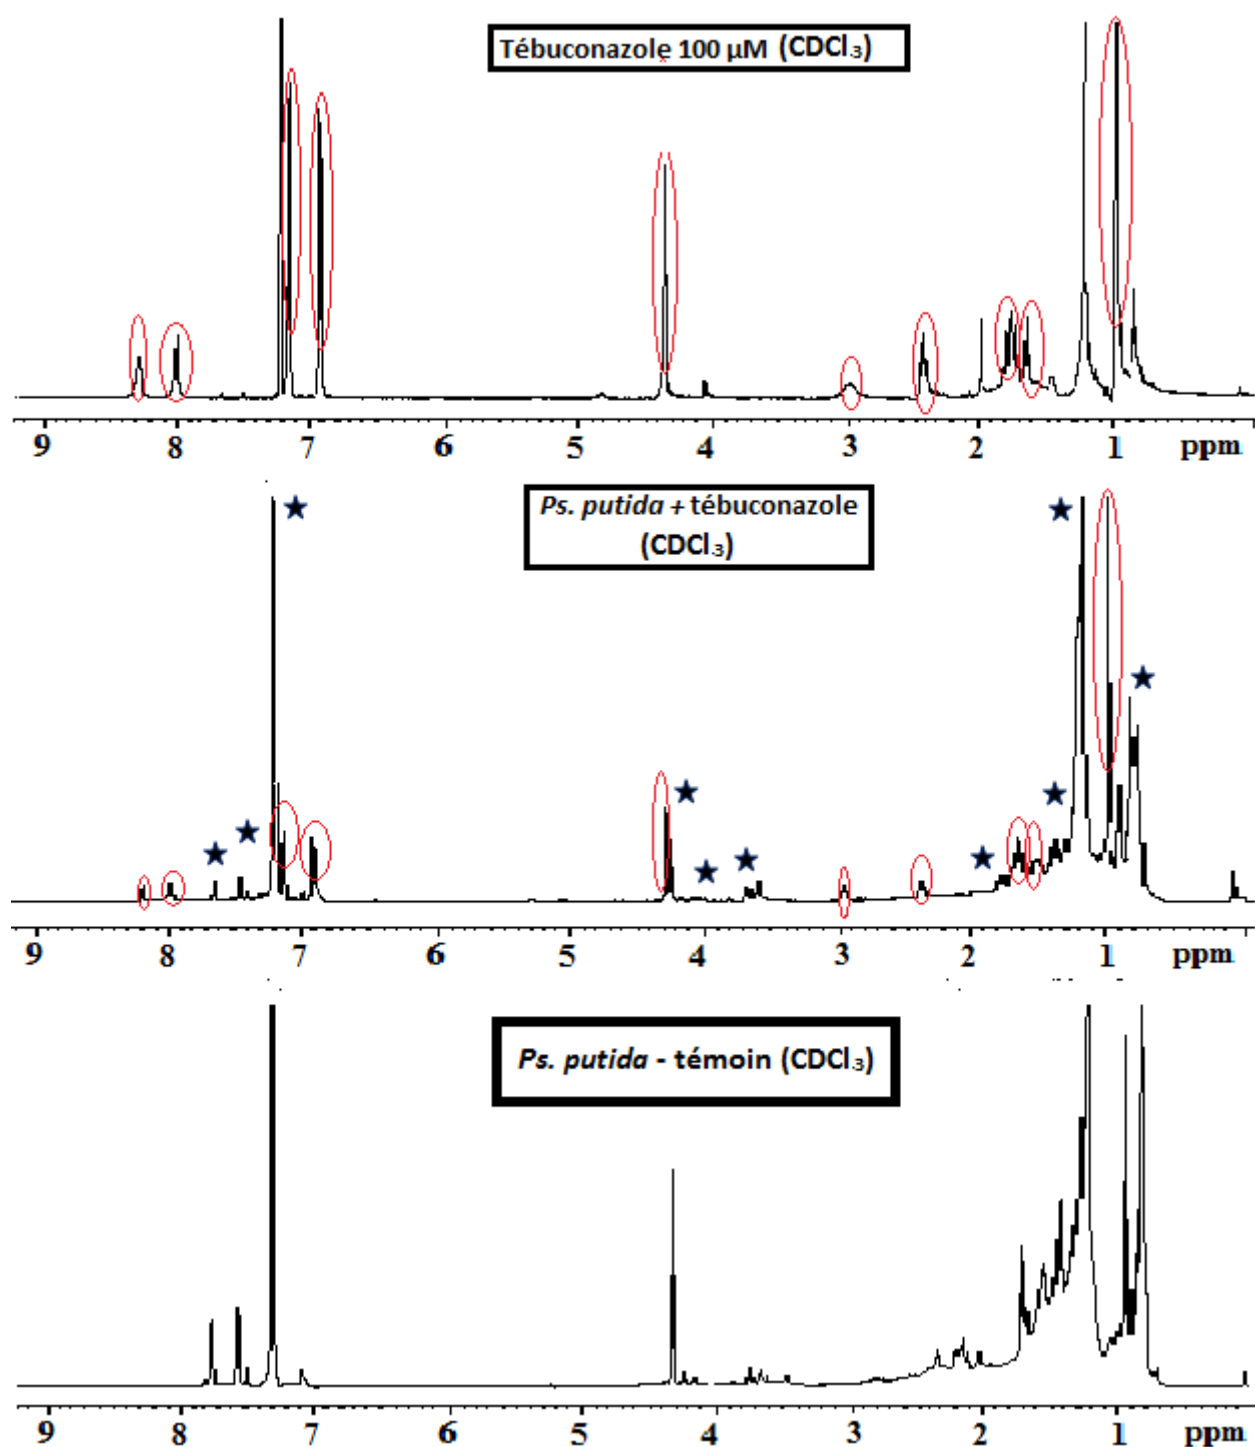 Tébuconazole 100 µM (CDCl₃)
9 8 7 6 5 4 3 2 1 ppm
Ps. putida + tébuconazole
(CDCl₃)
9 8 7 6 5 4 3 2 1 ppm
Ps. putida - témoin (CDCl₃)
9 8 7 6 5 4 3 2 1 ppm